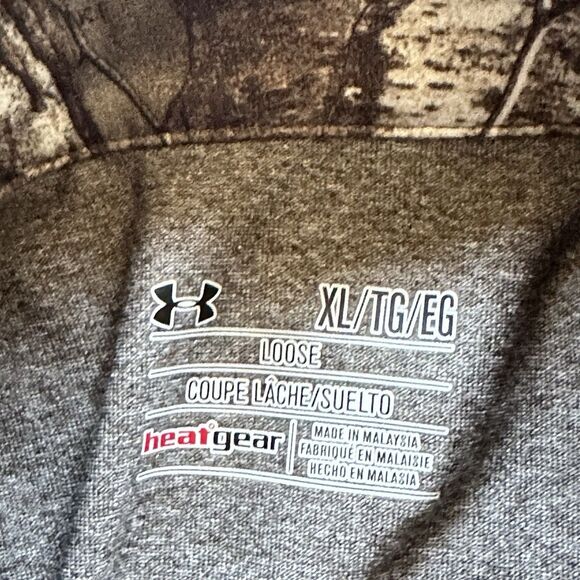 XL/TG/EG
LOOSE
COUPE LÂCHE/SUELTO
heatgear
MADE IN MALAYSIA
FABRIQUÉ EN MALAISIE
HECHO EN MALASIA